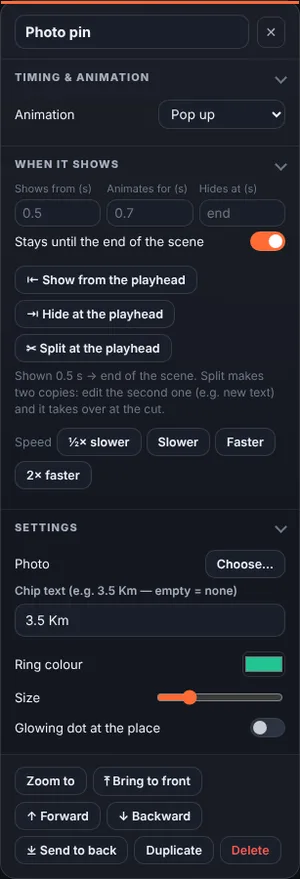 Photo pin ✕
TIMING & ANIMATION
Animation Pop up
WHEN IT SHOWS
Shows from (s) Animates for (s) Hides at (s)
0.5 0.7 end
Stays until the end of the scene
⇤ Show from the playhead
⇥ Hide at the playhead
✂ Split at the playhead
Shown 0.5 s → end of the scene. Split makes
two copies: edit the second one (e.g. new text)
and it takes over at the cut.
Speed ½× slower Slower Faster
2× faster
SETTINGS
Photo Choose…
Chip text (e.g. 3.5 Km — empty = none)
3.5 Km
Ring colour
Size
Glowing dot at the place
Zoom to ⤒ Bring to front
↑ Forward ↓ Backward
⤓ Send to back Duplicate Delete